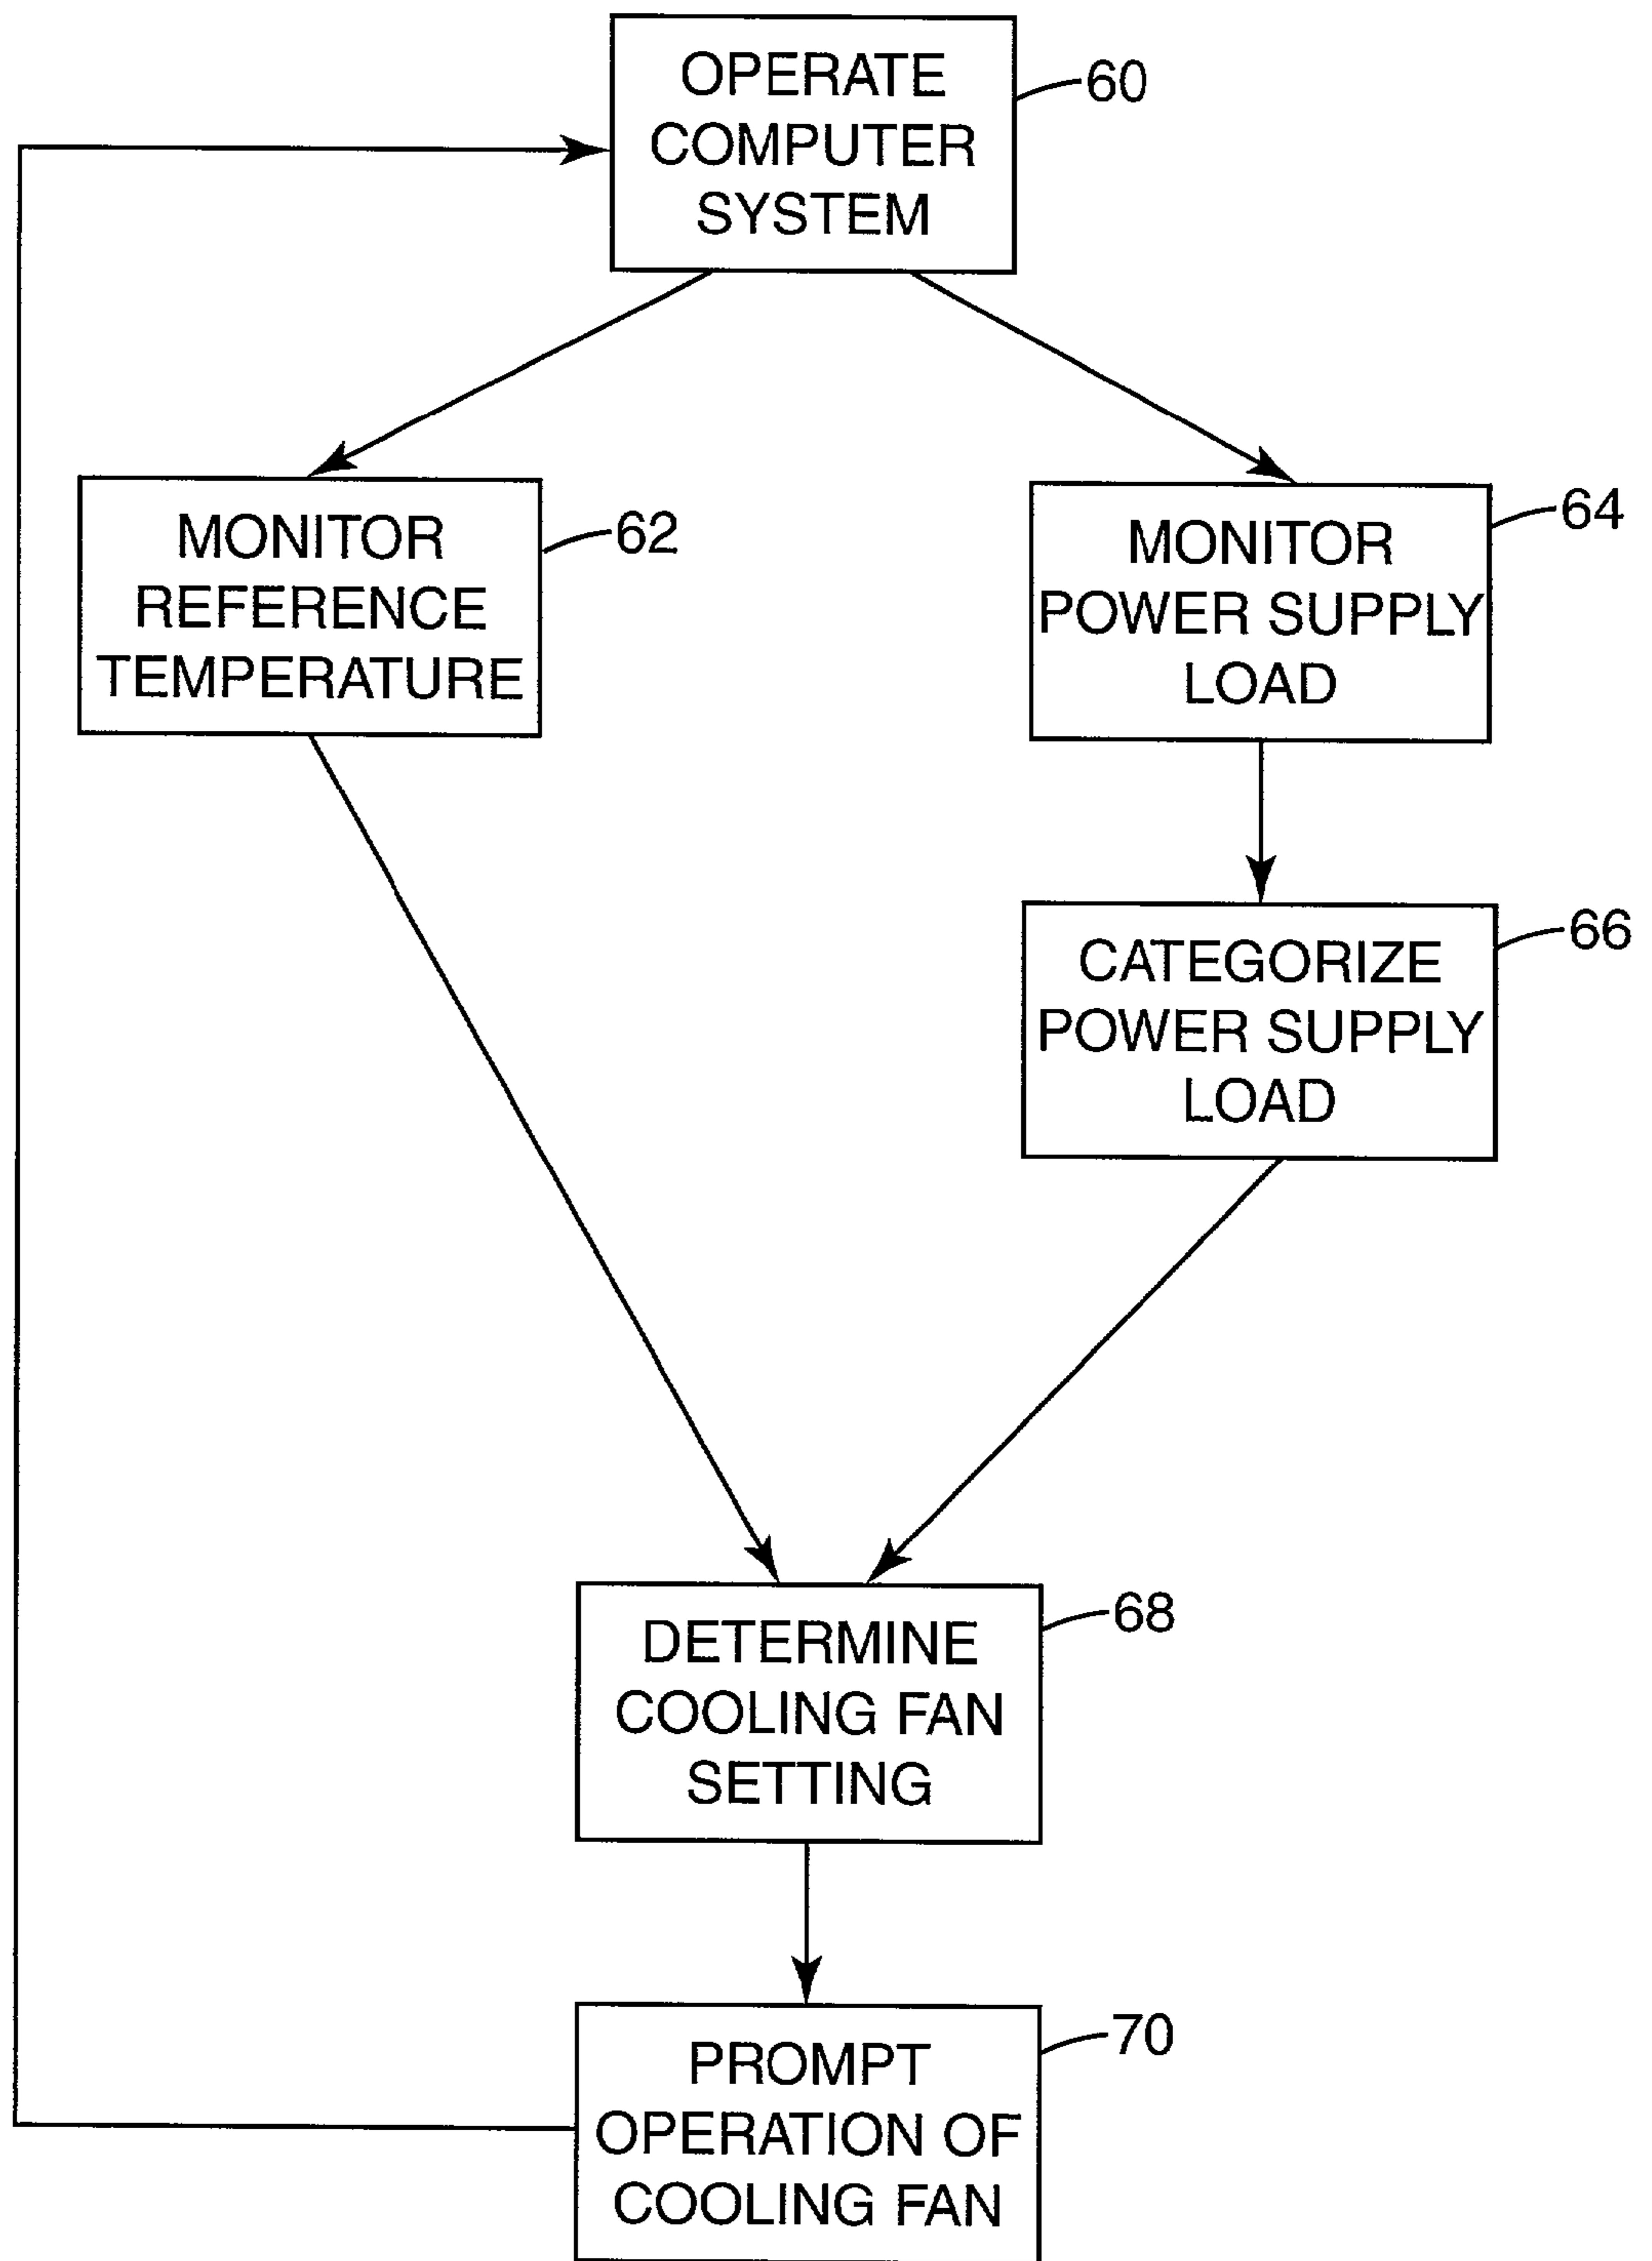 OPERATE
COMPUTER
SYSTEM
60
MONITOR
REFERENCE
TEMPERATURE
62
MONITOR
POWER SUPPLY
LOAD
64
CATEGORIZE
POWER SUPPLY
LOAD
66
DETERMINE
COOLING FAN
SETTING
68
PROMPT
OPERATION OF
COOLING FAN
70